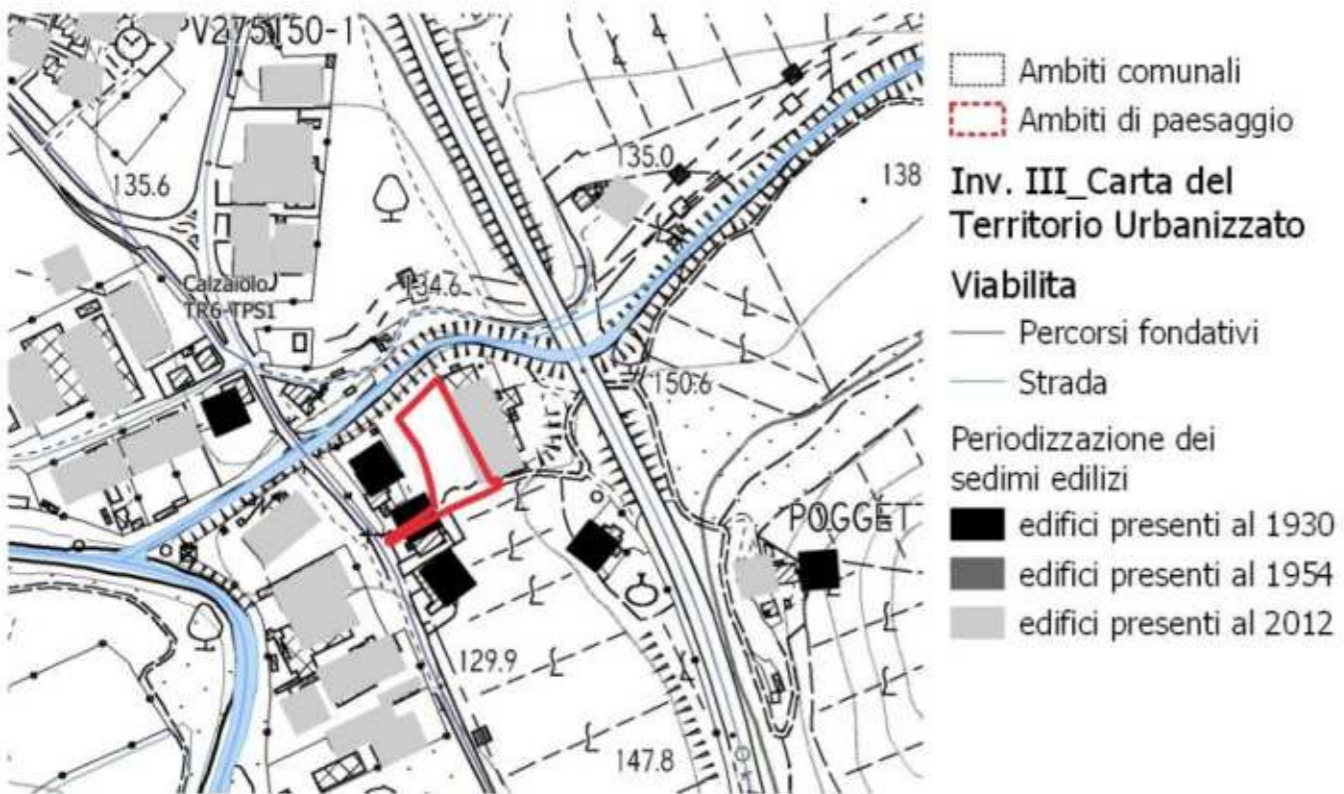 PV275150-1
135.6
135.0
138
Calzaiolo
TR6-TPS1
134.6
150.6
POGGET
129.9
147.8
Ambiti comunali
Ambiti di paesaggio
Inv. III_Carta del
Territorio Urbanizzato
Viabilita
Percorsi fondativi
Strada
Periodizzazione dei
sedimi edilizi
edifici presenti al 1930
edifici presenti al 1954
edifici presenti al 2012